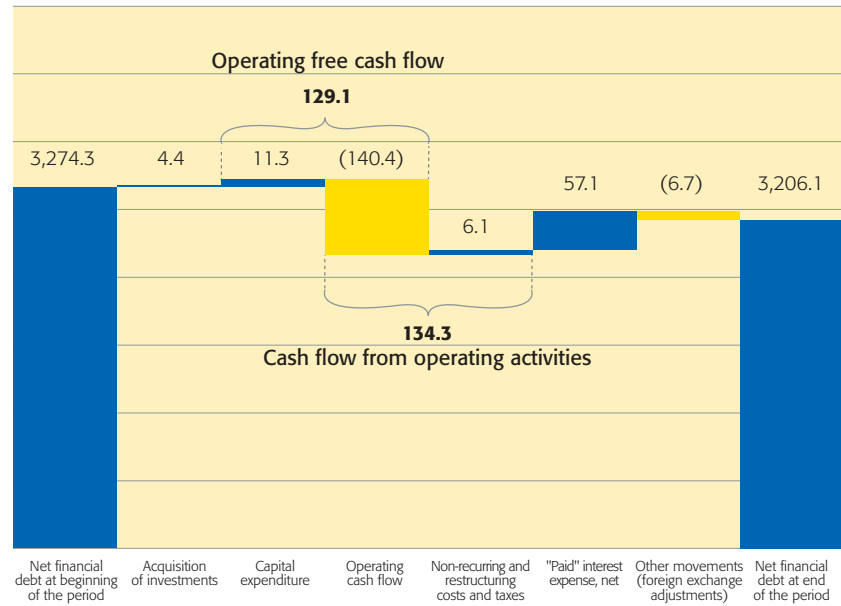 Operating free cash flow
129.1
3,274.3
4.4
11.3
(140.4)
6.1
57.1
(6.7)
3,206.1
134.3
Cash flow from operating activities
Net financial
debt at beginning
of the period
Acquisition
of investments
Capital
expenditure
Operating
cash flow
Non-recurring and
restructuring
costs and taxes
"Paid" interest
expense, net
Other movements
(foreign exchange
adjustments)
Net financial
debt at end
of the period